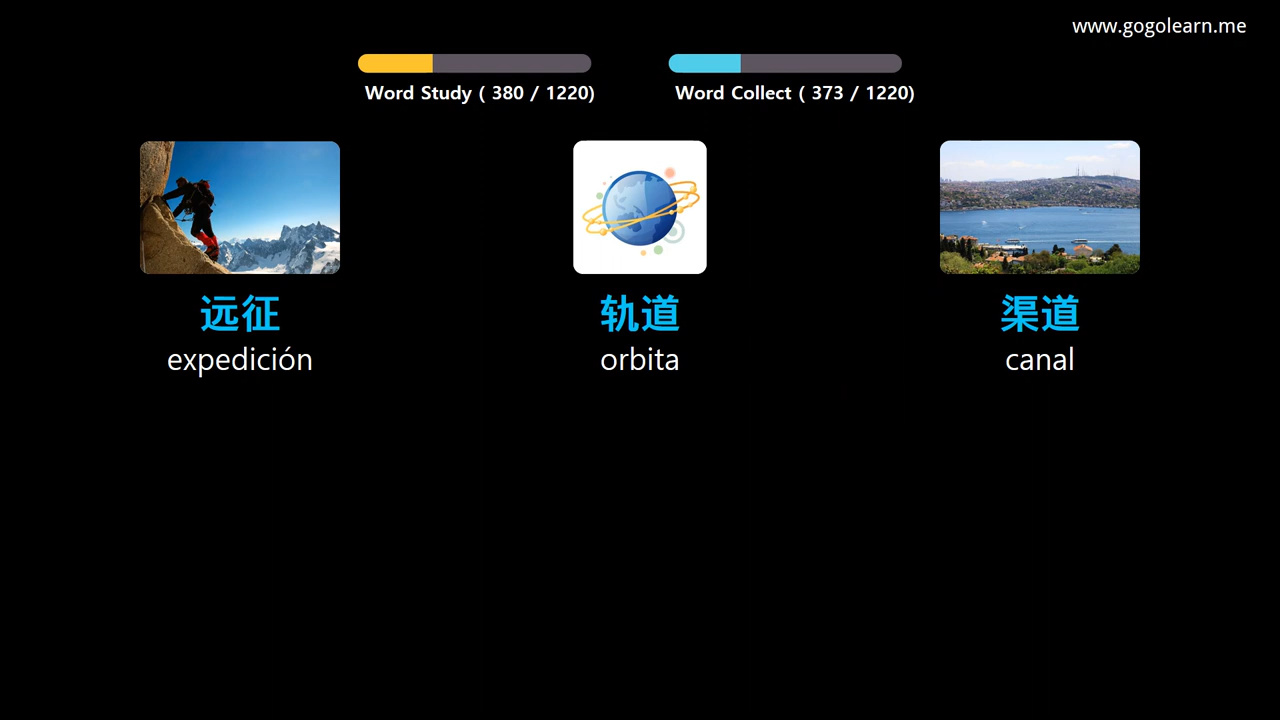 www.gogolearn.me
Word Study ( 380 / 1220)
Word Collect ( 373 / 1220)
远征
轨道
渠道
expedición
orbita
canal